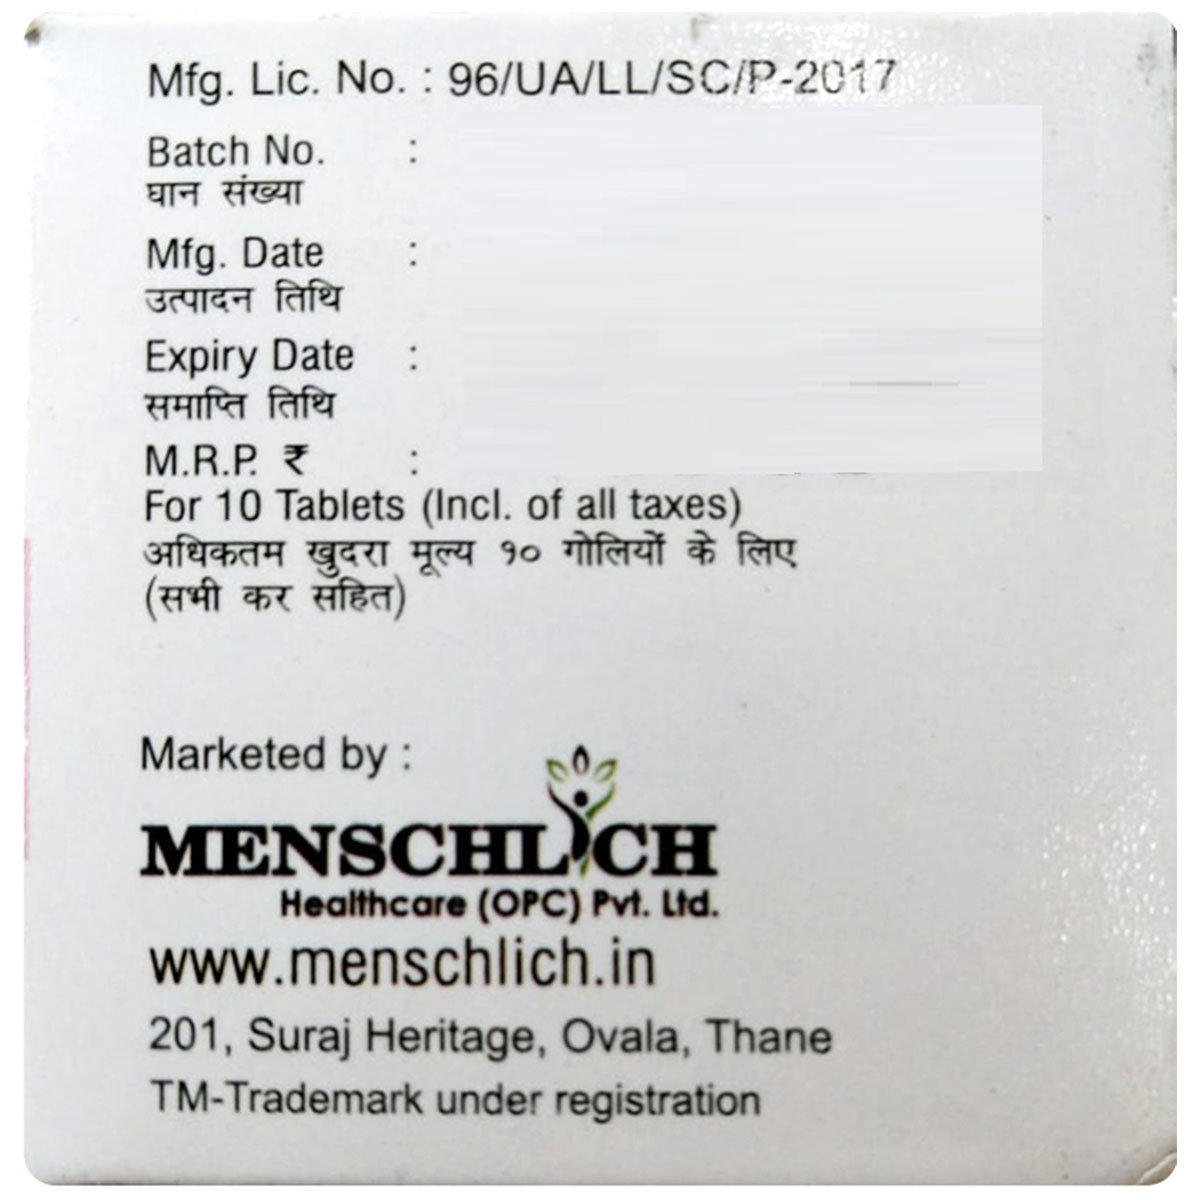 Mfg. Lic. No. : 96/UA/LL/SC/P-2017
Batch No. :
घान संख्या
Mfg. Date :
उत्पादन तिथि
Expiry Date :
समाप्ति तिथि
M.R.P. ₹ :
For 10 Tablets (Incl. of all taxes)
अधिकतम खुदरा मूल्य १० गोलियों के लिए
(सभी कर सहित)
Marketed by :
MENSCHLICH
Healthcare (OPC) Pvt. Ltd.
www.menschlich.in
201, Suraj Heritage, Ovala, Thane
TM-Trademark under registration